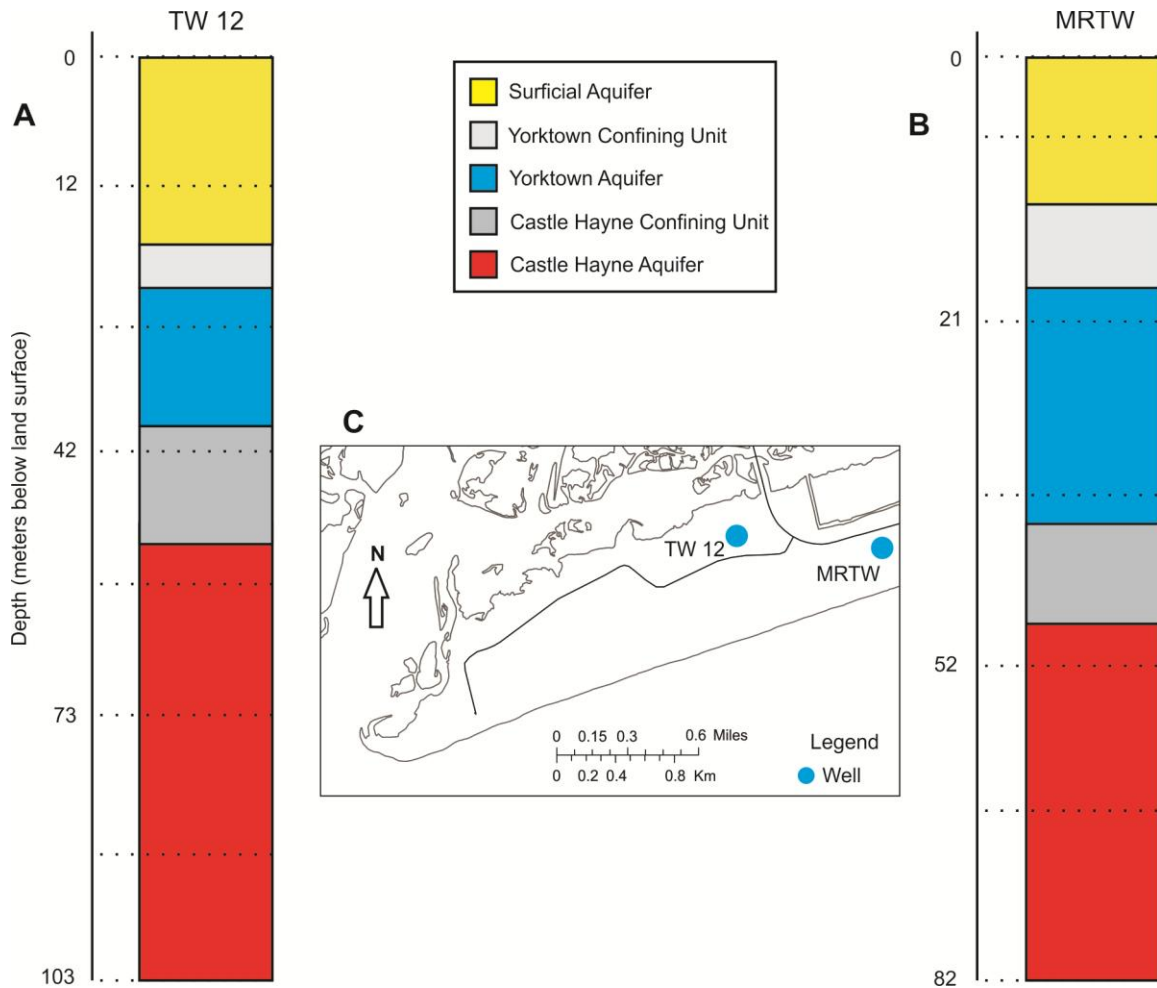 TW 12
MRTW
A
Depth (meters below land surface)
0
12
42
73
103
Surficial Aquifer
Yorktown Confining Unit
Yorktown Aquifer
Castle Hayne Confining Unit
Castle Hayne Aquifer
B
0
21
52
82
C
N
TW 12
MRTW
0 0.15 0.3 0.6 Miles
0 0.2 0.4 0.8 Km
Legend
Well